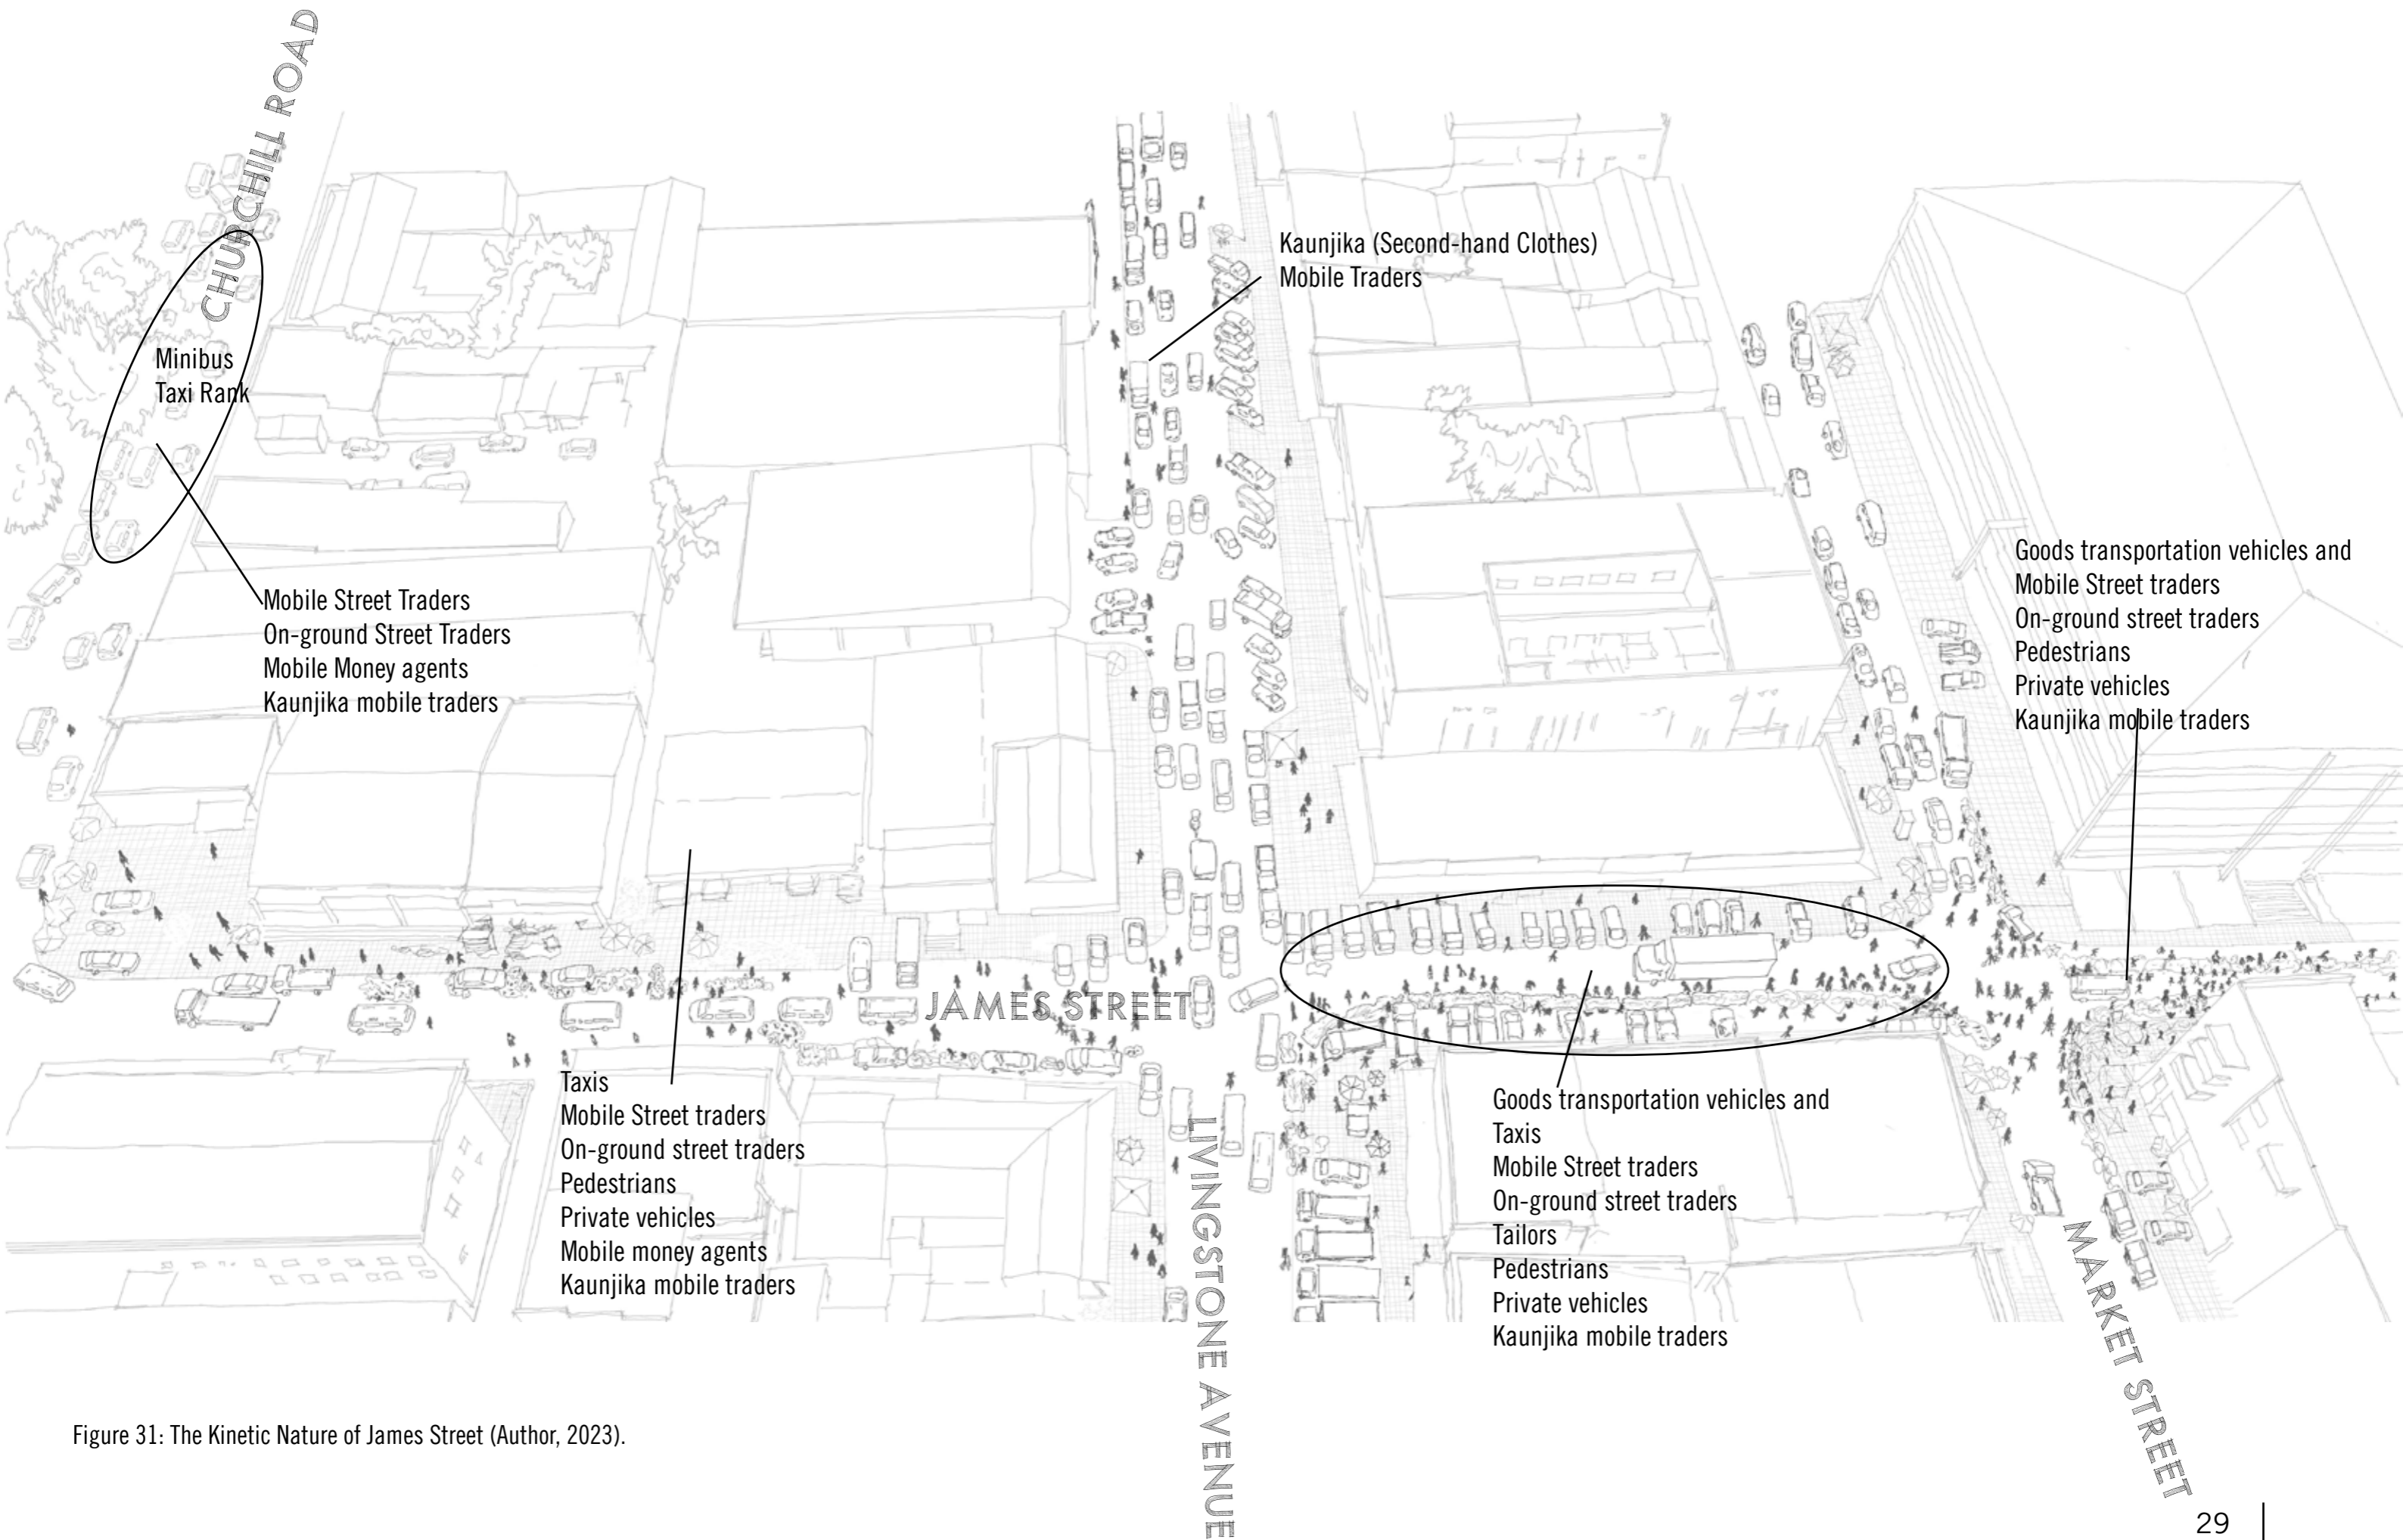 CHURCHILL ROAD
Kaunjika (Second-hand Clothes)
Mobile Traders
Minibus
Taxi Rank
Mobile Street Traders
On-ground Street Traders
Mobile Money agents
Kaunjika mobile traders
Goods transportation vehicles and
Mobile Street traders
On-ground street traders
Pedestrians
Private vehicles
Kaunjika mobile traders
JAMES STREET
Taxis
Mobile Street traders
On-ground street traders
Pedestrians
Private vehicles
Mobile money agents
Kaunjika mobile traders
LIVINGSTONE AVENUE
Goods transportation vehicles and
Taxis
Mobile Street traders
On-ground street traders
Tailors
Pedestrians
Private vehicles
Kaunjika mobile traders
MARKET STREET
Figure 31: The Kinetic Nature of James Street (Author, 2023).
29